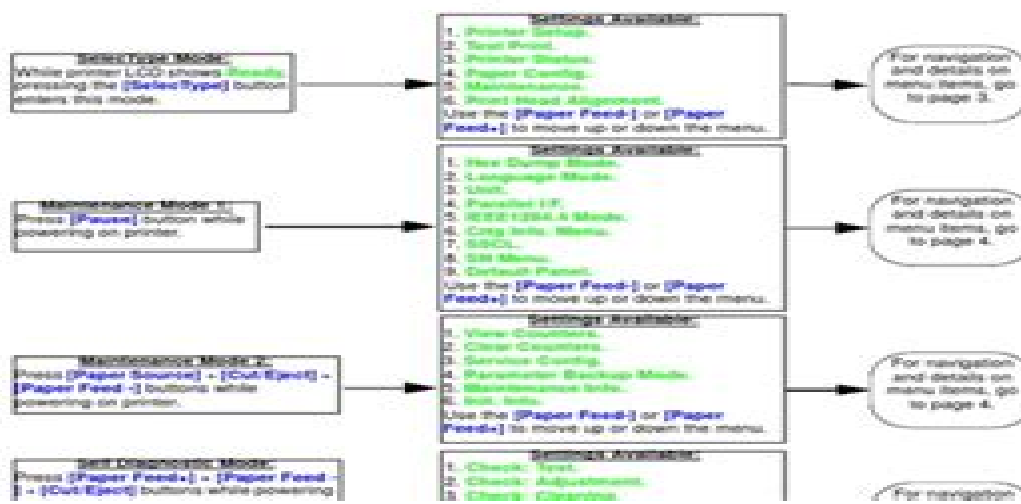 SelecType Mode:
While printer LCD shows Ready,
pressing the [SelecType] button
enters this mode.
Settings Available:
1. Printer Setup.
2. Test Print.
3. Printer Status.
4. Paper Config.
5. Maintenance.
6. Print Head Alignment.
Use the [Paper Feed-] or [Paper
Feed+] to move up or down the menu.
For navigation
and details on
menu items, go
to page 3.
Maintenance Mode 1:
Press [Pause] button while
powering on printer.
Settings Available:
1. Hex Dump Mode.
2. Language Mode.
3. Unit.
4. Parallel I/F.
5. IEEE1284.4 Mode.
6. Cntrg Info. Menu.
7. SSCL.
8. SN Menu.
9. Default Panel.
Use the [Paper Feed-] or [Paper
Feed+] to move up or down the menu.
For navigation
and details on
menu items, go
to page 4.
Maintenance Mode 2:
Press [Paper Source] + [Cut/Eject] +
[Paper Feed -] buttons while
powering on printer.
Settings Available:
1. View Counters.
2. Clear Counters.
3. Service Config.
4. Parameter Backup Mode.
5. Maintenance Info.
6. Init. Info.
Use the [Paper Feed-] or [Paper
Feed+] to move up or down the menu.
For navigation
and details on
menu items, go
to page 4.
Self Diagnostic Mode:
Press [Paper Feed+] + [Paper Feed -
] + [Cut/Eject] buttons while powering
Settings Available:
1. Check: Test.
2. Check: Adjustment.
3. Check: Cleaning.
For navigation